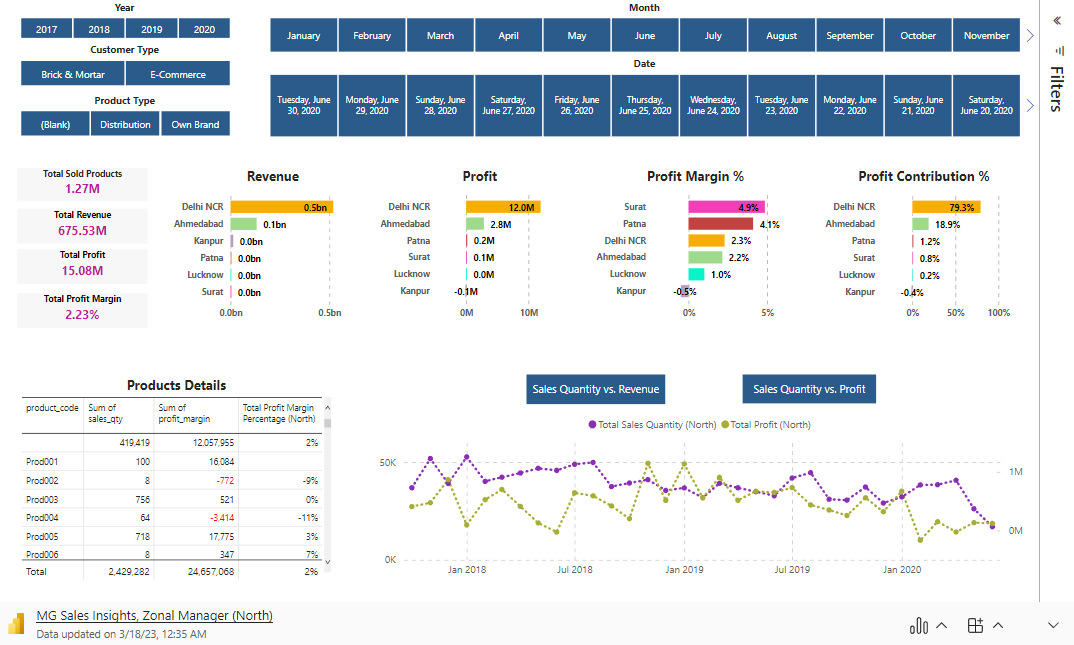 Year
2017 2018 2019 2020
Customer Type
Brick & Mortar E-Commerce
Product Type
(Blank) Distribution Own Brand
Month
January February March April May June July August September October November
Date
Tuesday, June 30, 2020
Monday, June 29, 2020
Sunday, June 28, 2020
Saturday, June 27, 2020
Friday, June 26, 2020
Thursday, June 25, 2020
Wednesday, June 24, 2020
Tuesday, June 23, 2020
Monday, June 22, 2020
Sunday, June 21, 2020
Saturday, June 20, 2020
Filters
Total Sold Products
1.27M
Total Revenue
675.53M
Total Profit
15.08M
Total Profit Margin
2.23%
Revenue
Delhi NCR 0.5bn
Ahmedabad 0.1bn
Kanpur 0.0bn
Patna 0.0bn
Lucknow 0.0bn
Surat 0.0bn
0.0bn 0.5bn
Profit
Delhi NCR 12.0M
Ahmedabad 2.8M
Patna 0.2M
Surat 0.1M
Lucknow 0.0M
Kanpur -0.1M
0M 10M
Profit Margin %
Surat 4.9%
Patna 4.1%
Delhi NCR 2.3%
Ahmedabad 2.2%
Lucknow 1.0%
Kanpur -0.5%
0% 5%
Profit Contribution %
Delhi NCR 79.3%
Ahmedabad 18.9%
Patna 1.2%
Surat 0.8%
Lucknow 0.2%
Kanpur -0.4%
0% 50% 100%
Products Details
product_code Sum of sales_qty Sum of profit_margin Total Profit Margin Percentage (North)
419,419 12,057,955 2%
Prod001 100 16,084
Prod002 8 -772 -9%
Prod003 756 521 0%
Prod004 64 -3,414 -11%
Prod005 718 17,775 3%
Prod006 8 347 7%
Total 2,429,282 24,657,068 2%
Sales Quantity vs. Revenue
Sales Quantity vs. Profit
Total Sales Quantity (North) Total Profit (North)
50K 1M
0K 0M
Jan 2018 Jul 2018 Jan 2019 Jul 2019 Jan 2020
MG Sales Insights, Zonal Manager (North)
Data updated on 3/18/23, 12:35 AM